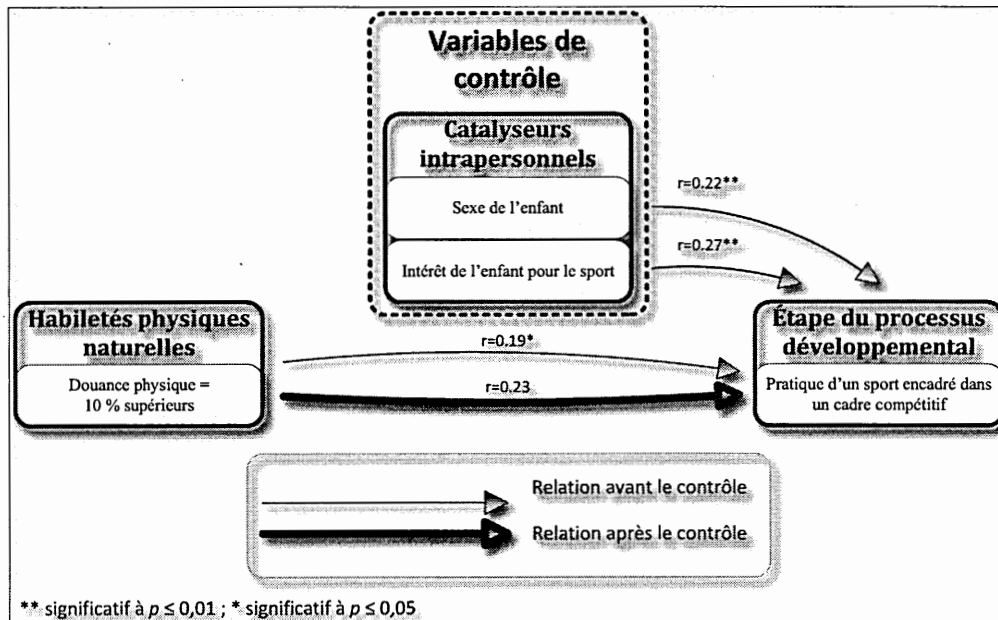 Variables de
contrôle
Catalyseurs
intrapersonnels
Sexe de l'enfant
Intérêt de l'enfant pour le sport
r=0.22**
r=0.27**
Habiletés physiques
naturelles
Douance physique =
10 % supérieurs
r=0.19*
r=0.23
Étape du processus
développemental
Pratique d'un sport encadré dans
un cadre compétitif
Relation avant le contrôle
Relation après le contrôle
** significatif à p ≤ 0,01 ; * significatif à p ≤ 0,05